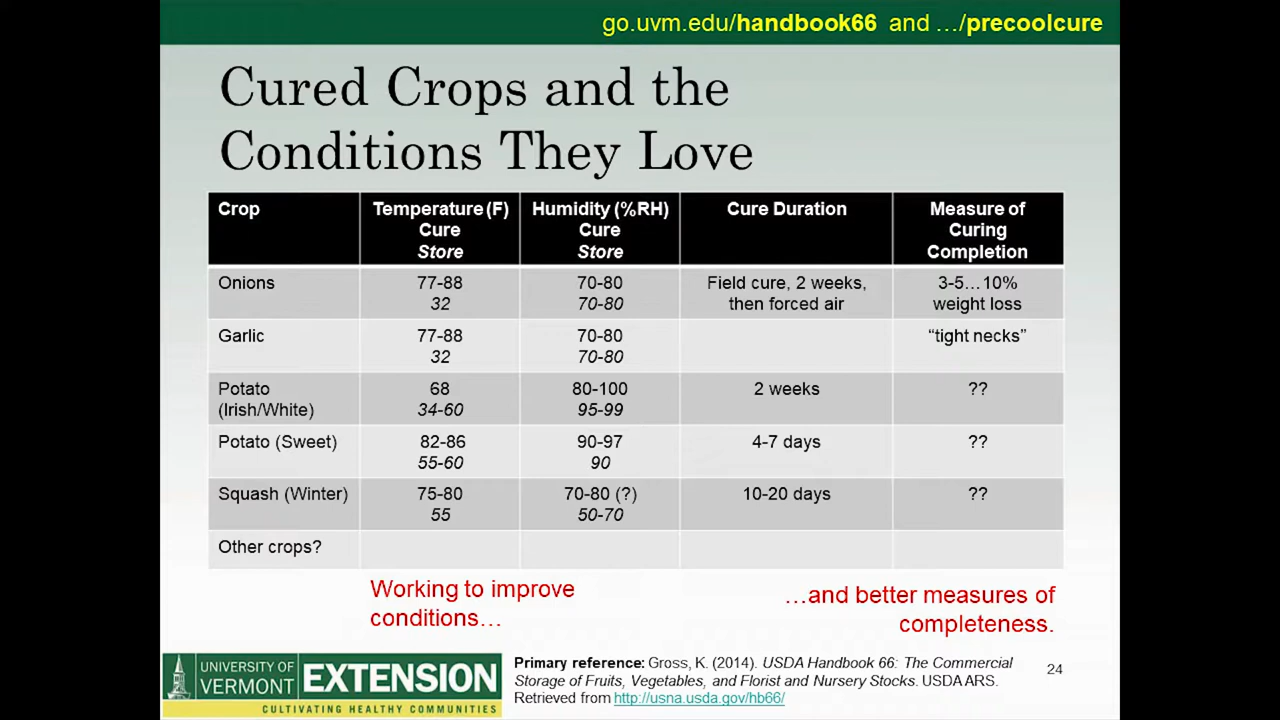 go.uvm.edu/handbook66 and …/precoolcure
Cured Crops and the
Conditions They Love
Crop
Temperature (F)
Cure
Store
Humidity (%RH)
Cure
Store
Cure Duration
Measure of
Curing
Completion
Onions
77-88
32
70-80
70-80
Field cure, 2 weeks,
then forced air
3-5…10%
weight loss
Garlic
77-88
32
70-80
70-80
“tight necks”
Potato
(Irish/White)
68
34-60
80-100
95-99
2 weeks
??
Potato (Sweet)
82-86
55-60
90-97
90
4-7 days
??
Squash (Winter)
75-80
55
70-80 (?)
50-70
10-20 days
??
Other crops?
Working to improve
conditions…
…and better measures of
completeness.
UNIVERSITY OF
VERMONT
EXTENSION
CULTIVATING HEALTHY COMMUNITIES
Primary reference: Gross, K. (2014). USDA Handbook 66: The Commercial
Storage of Fruits, Vegetables, and Florist and Nursery Stocks. USDA ARS.
Retrieved from http://usna.usda.gov/hb66/
24